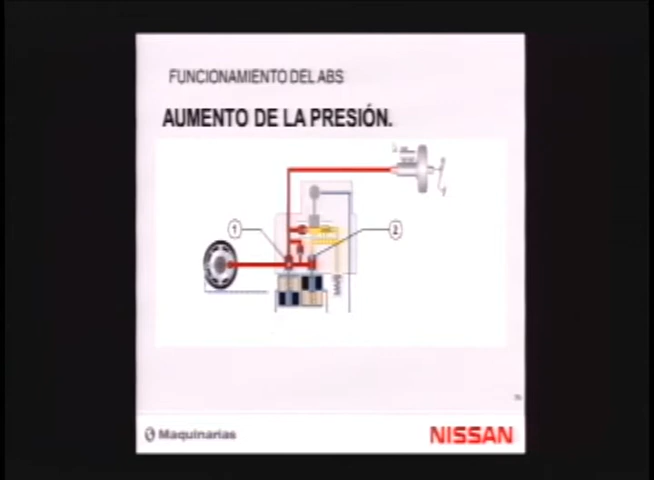 FUNCIONAMIENTO DEL ABS
AUMENTO DE LA PRESIÓN.
1
2
Maquinarias
NISSAN